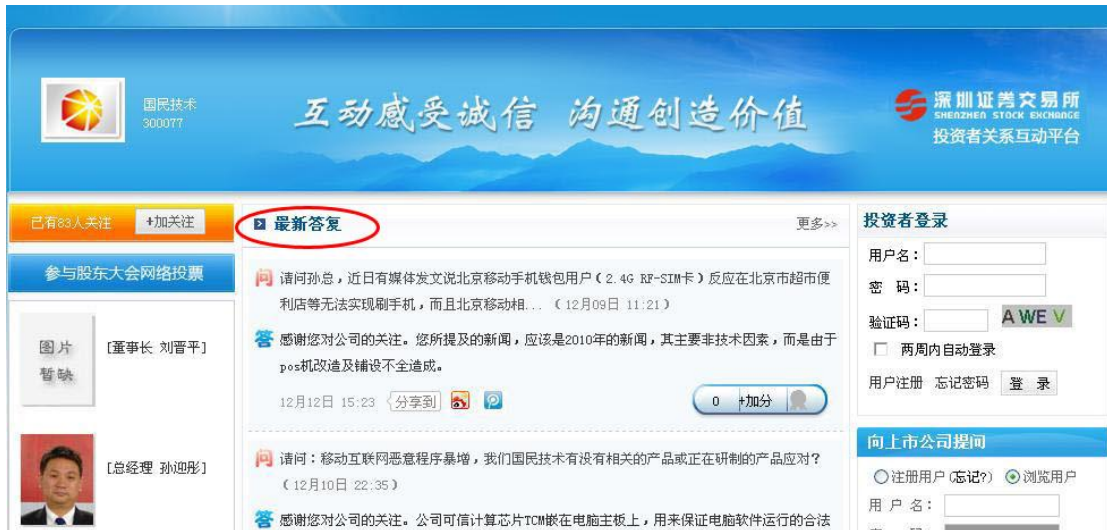 国民技术
300077
互动感受诚信 沟通创造价值
深圳证券交易所
SHENZHEN STOCK EXCHANGE
投资者关系互动平台
已有83人关注
+加关注
参与股东大会网络投票
图片
暂缺
[董事长 刘晋平]
[总经理 孙迎彤]
最新答复
更多>>
问 请问孙总，近日有媒体发文说北京移动手机钱包用户（2.4G RF-SIM卡）反应在北京市超市便
利店等无法实现刷手机，而且北京移动相... （12月09日 11:21）
答 感谢您对公司的关注。您所提及的新闻，应该是2010年的新闻，其主要非技术因素，而是由于
pos机改造及铺设不全造成。
12月12日 15:23 分享到
0 +加分
问 请问：移动互联网恶意程序暴增，我们国民技术有没有相关的产品或正在研制的产品应对？
（12月10日 22:35）
答 感谢您对公司的关注。公司可信计算芯片TCM嵌在电脑主板上，用来保证电脑软件运行的合法
投资者登录
用户名：
密 码：
验证码：
AWEV
两周内自动登录
用户注册 忘记密码 登 录
向上市公司提问
注册用户(忘记?) 浏览用户
用 户 名：